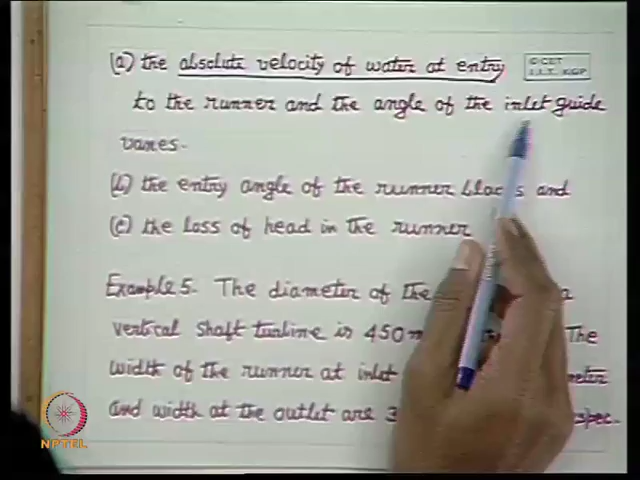 (a) the absolute velocity of water at entry
© CET
I.I.T. KGP
to the runner and the angle of the inlet guide
vanes.
(b) the entry angle of the runner and
(c) the loss of head in the runner
Example 5. The diameter of the a
vertical shaft turbine is 450 The
width of the runner at inlet
and width at the outlet are 3 respec.
NPTEL